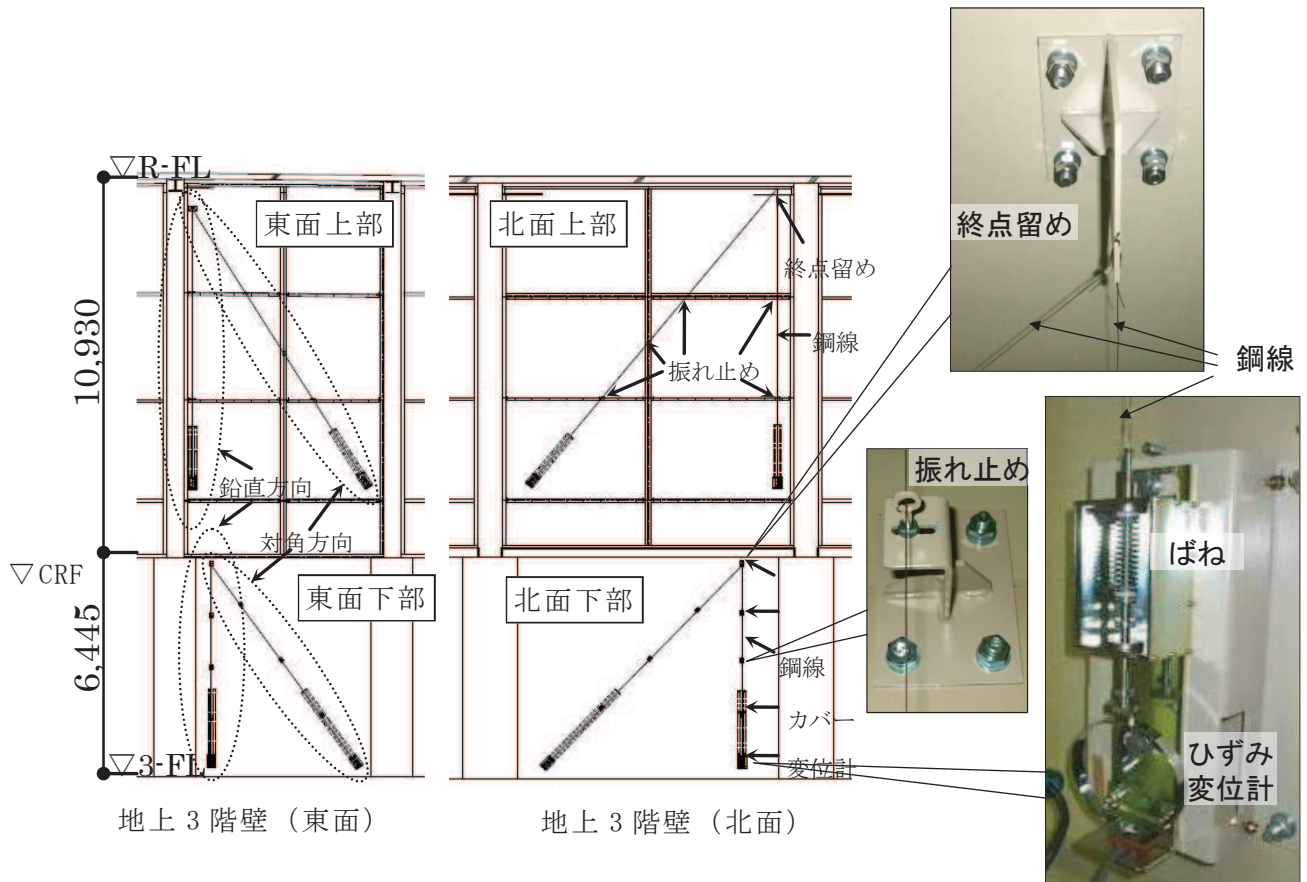 ▽R-FL
東面上部
北面上部
終点留め
終点留め
10,930
鋼線
振れ止め
鋼線
鉛直方向
振れ止め
対角方向
▽CRF
東面下部
北面下部
ばね
6,445
鋼線
カバー
ひずみ
変位計
▽3-FL
変位計
地上３階壁（東面）
地上３階壁（北面）